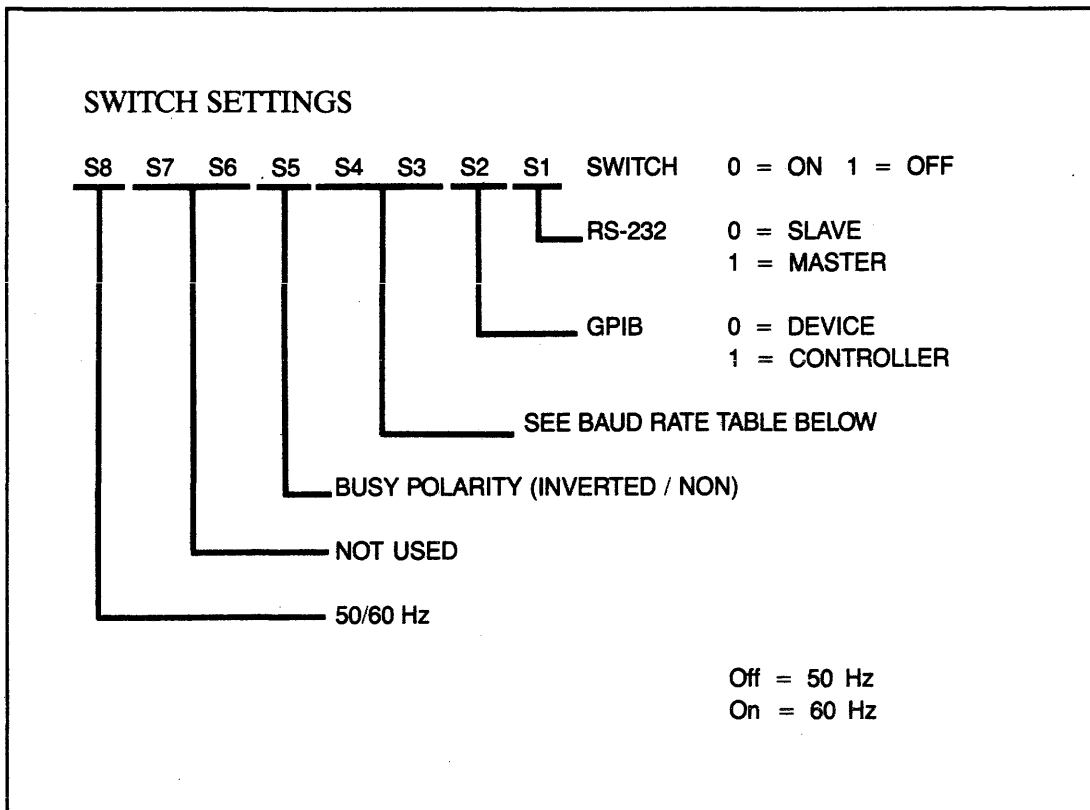 SWITCH SETTINGS
S8 S7 S6 S5 S4 S3 S2 S1 SWITCH 0 = ON 1 = OFF
RS-232 0 = SLAVE
1 = MASTER
GPIB 0 = DEVICE
1 = CONTROLLER
SEE BAUD RATE TABLE BELOW
BUSY POLARITY (INVERTED / NON)
NOT USED
50/60 Hz
Off = 50 Hz
On = 60 Hz